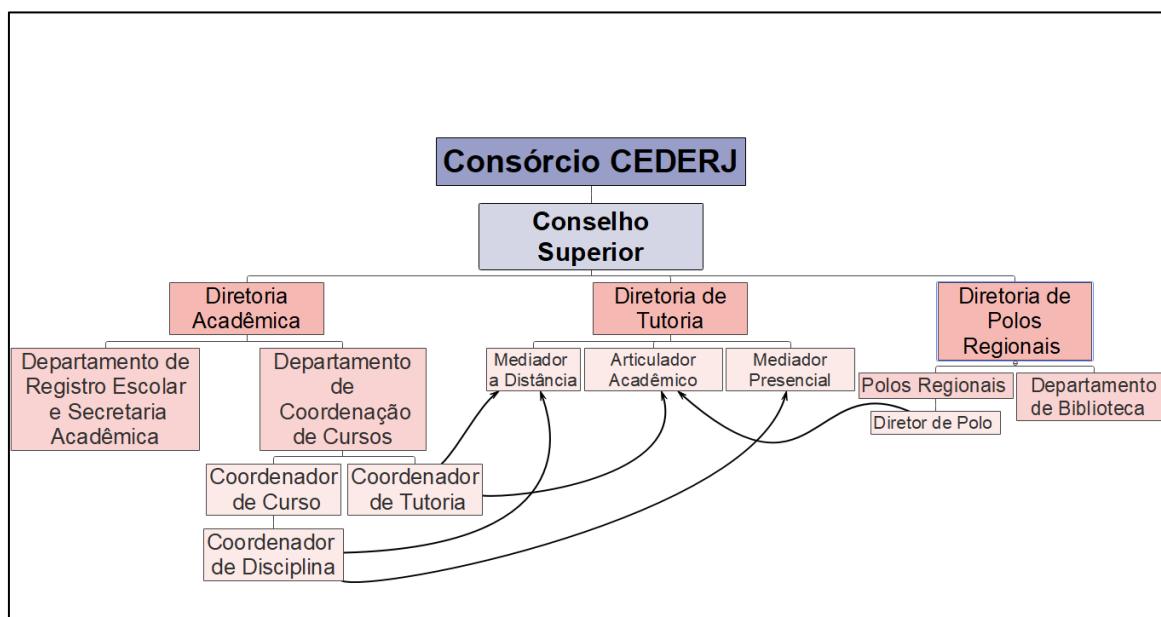 Consórcio CEDERJ
Conselho
Superior
Diretoria
Acadêmica
Diretoria de
Tutoria
Diretoria de
Polos
Regionais
Departamento de
Registro Escolar
e Secretaria
Acadêmica
Departamento
de
Coordenação
de Cursos
Mediador
a Distância
Articulador
Acadêmico
Mediador
Presencial
Polos Regionais
Departamento
de Biblioteca
Diretor de Polo
Coordenador
de Curso
Coordenador
de Tutoria
Coordenador
de Disciplina